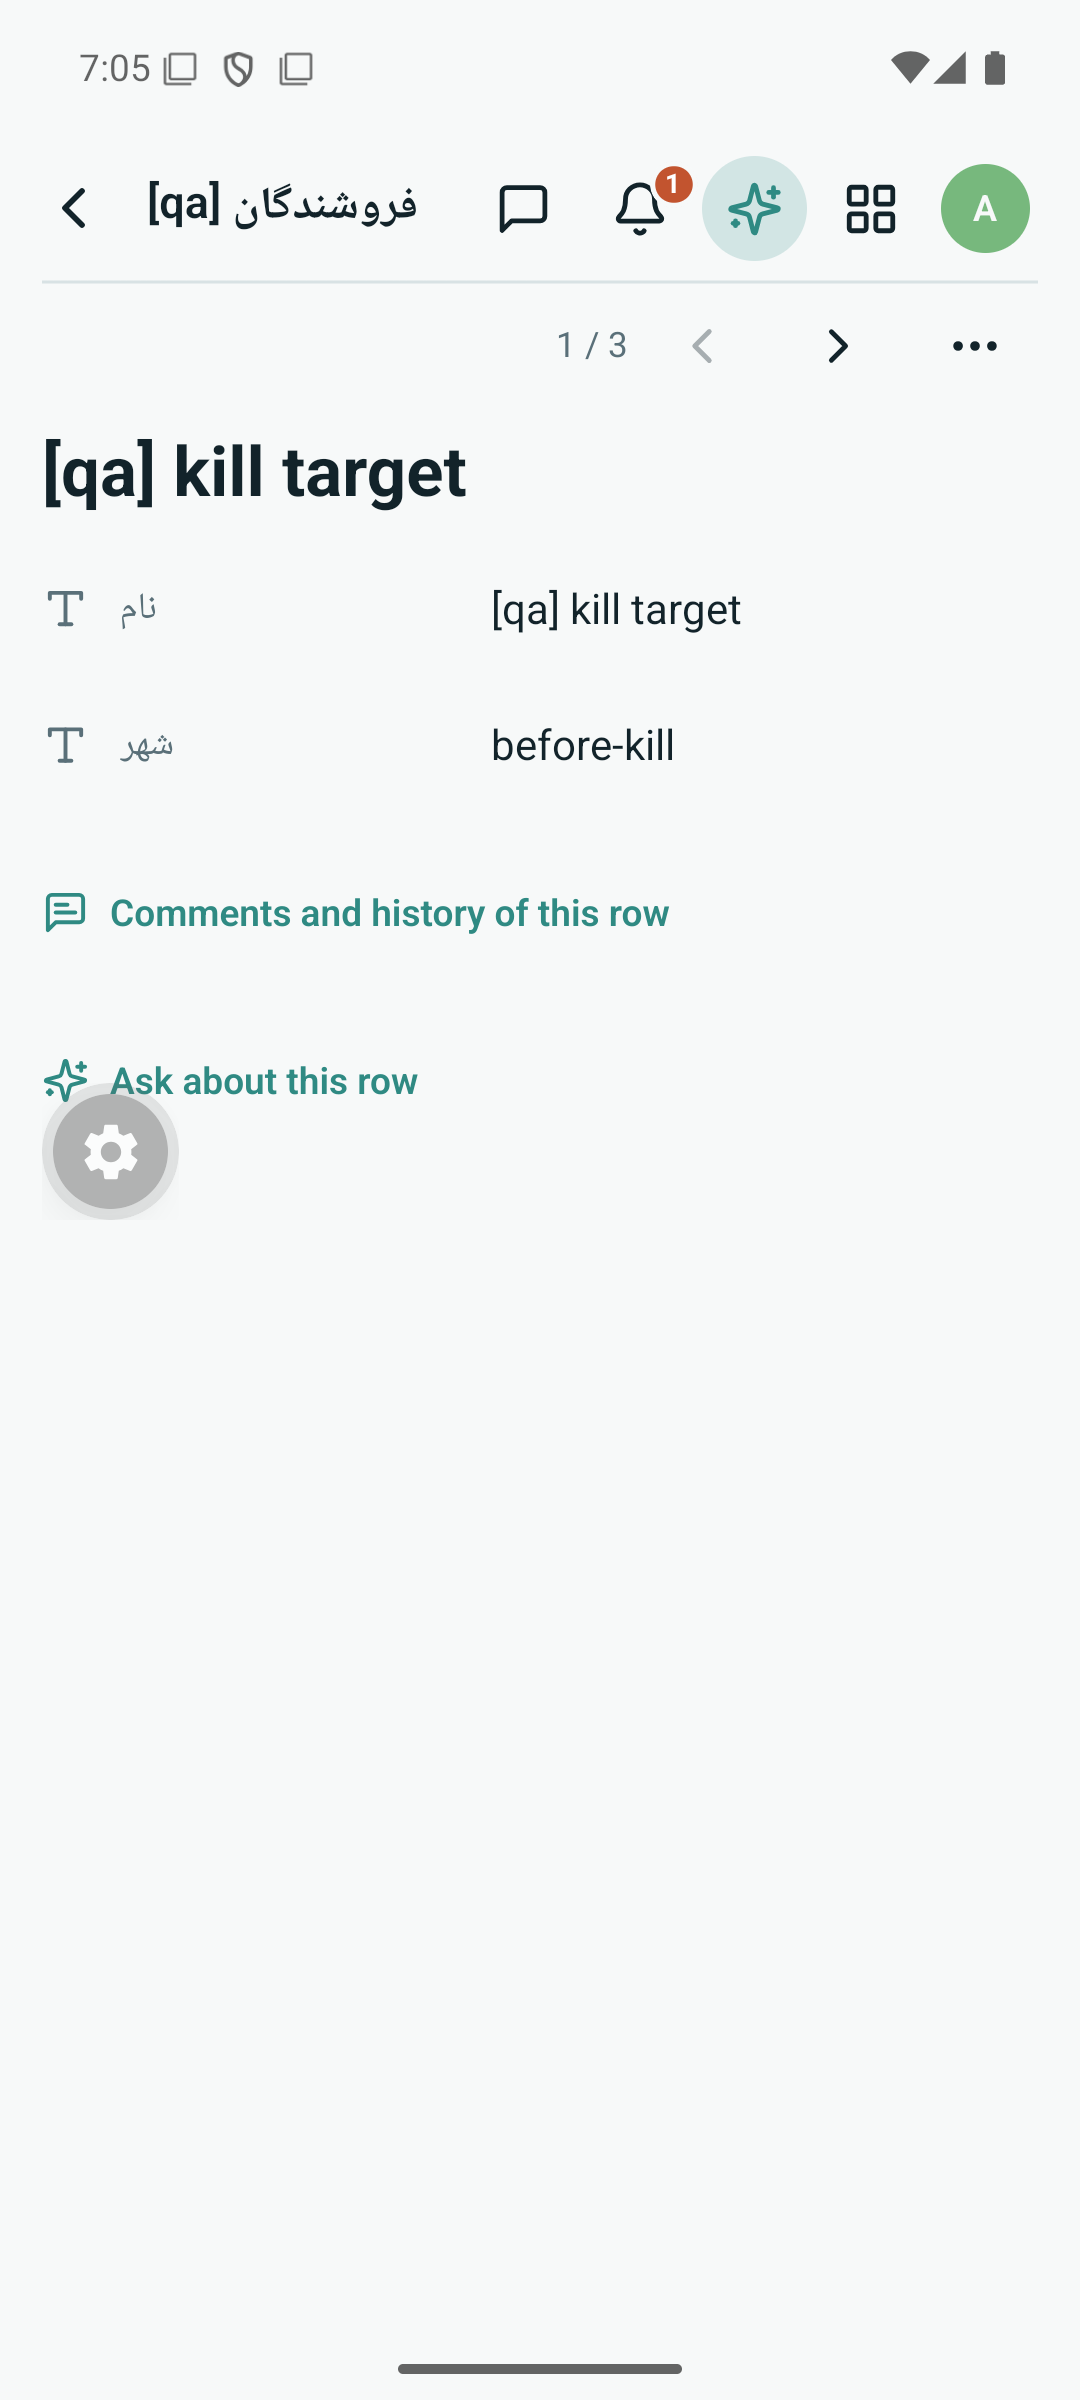 7:05
فروشندگان [qa]
1
A
1 / 3
[qa] kill target
نام
[qa] kill target
شهر
before-kill
Comments and history of this row
Ask about this row